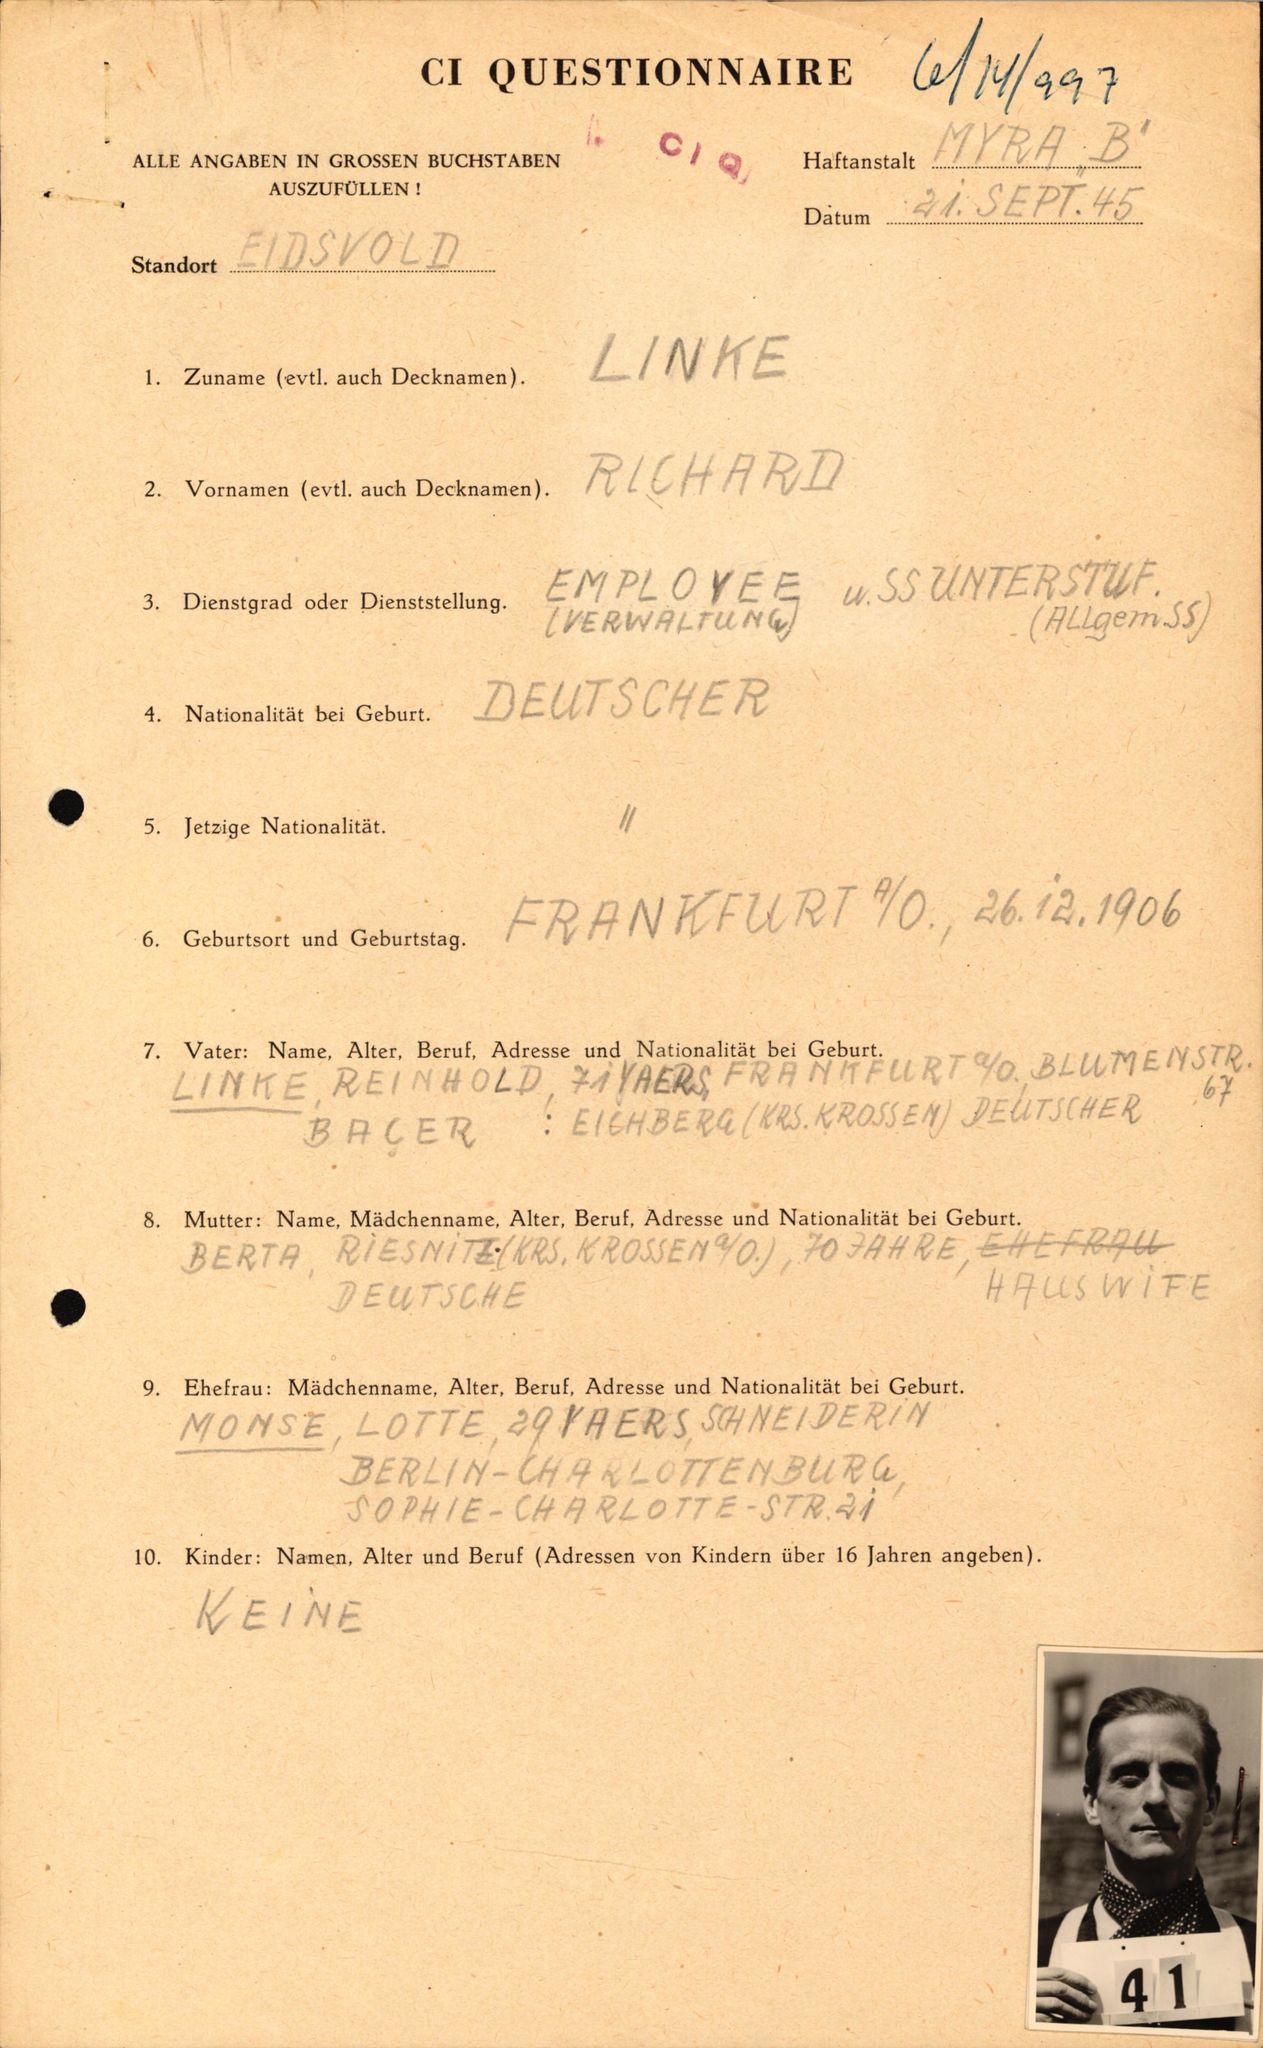 CI QUESTIONNAIRE
6/14/997
C I Q
ALLE ANGABEN IN GROSSEN BUCHSTABEN
AUSZUFÜLLEN!
Haftanstalt MYRA „B"
Datum 21. SEPT. 45
Standort EIDSVOLD
1. Zuname (evtl. auch Decknamen). LINKE
2. Vornamen (evtl. auch Decknamen). RICHARD
3. Dienstgrad oder Dienststellung. EMPLOYEE u. SS UNTERSTUF.
(VERWALTUNG) (ALLgem.SS)
4. Nationalität bei Geburt. DEUTSCHER
5. Jetzige Nationalität. "
6. Geburtsort und Geburtstag. FRANKFURT A/O., 26.12.1906
7. Vater: Name, Alter, Beruf, Adresse und Nationalität bei Geburt.
LINKE, REINHOLD, 71 YAERS, FRANKFURT a/O., BLUMENSTR. 67
BACER : EICHBERG (KRS. KROSSEN) DEUTSCHER
8. Mutter: Name, Mädchenname, Alter, Beruf, Adresse und Nationalität bei Geburt.
BERTA, RIESNITZ (KRS. KROSSEN a/O.), 70 JAHRE, EHEFRAU
DEUTSCHE HAUSWIFE
9. Ehefrau: Mädchenname, Alter, Beruf, Adresse und Nationalität bei Geburt.
MONSE, LOTTE, 29 YAERS, SCHNEIDERIN
BERLIN-CHARLOTTENBURG,
SOPHIE-CHARLOTTE-STR. 21
10. Kinder: Namen, Alter und Beruf (Adressen von Kindern über 16 Jahren angeben).
KEINE
41